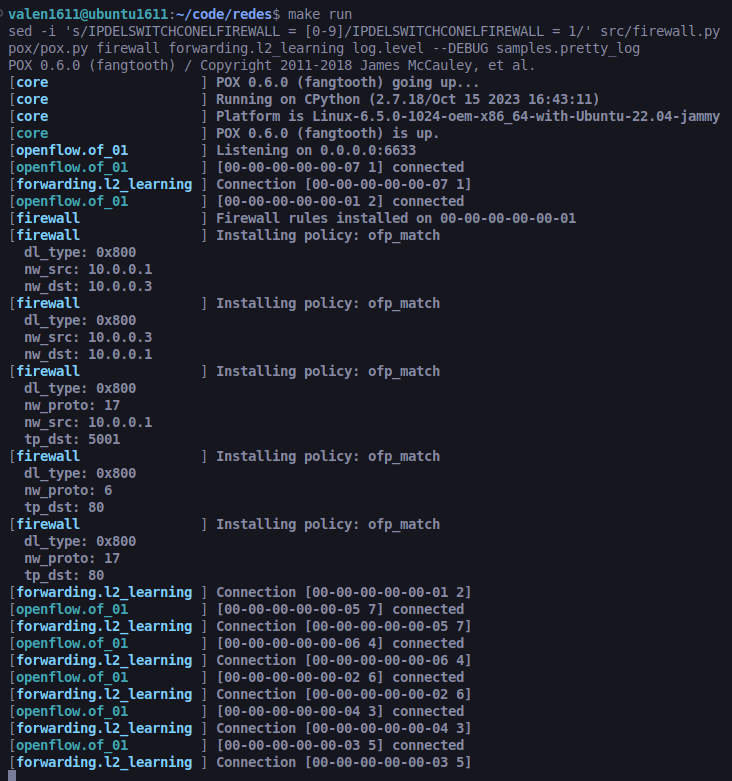 valen1611@ubuntu1611:~/code/redes$ make run
sed -i 's/IPDELSWITCHCONELFIREWALL = [0-9]/IPDELSWITCHCONELFIREWALL = 1/' src/firewall.py
pox/pox.py firewall forwarding.l2_learning log.level --DEBUG samples.pretty_log
POX 0.6.0 (fangtooth) / Copyright 2011-2018 James McCauley, et al.
[core                   ] POX 0.6.0 (fangtooth) going up...
[core                   ] Running on CPython (2.7.18/Oct 15 2023 16:43:11)
[core                   ] Platform is Linux-6.5.0-1024-oem-x86_64-with-Ubuntu-22.04-jammy
[core                   ] POX 0.6.0 (fangtooth) is up.
[openflow.of_01         ] Listening on 0.0.0.0:6633
[openflow.of_01         ] [00-00-00-00-00-07 1] connected
[forwarding.l2_learning ] Connection [00-00-00-00-00-07 1]
[openflow.of_01         ] [00-00-00-00-00-01 2] connected
[firewall               ] Firewall rules installed on 00-00-00-00-00-01
[firewall               ] Installing policy: ofp_match
  dl_type: 0x800
  nw_src: 10.0.0.1
  nw_dst: 10.0.0.3
[firewall               ] Installing policy: ofp_match
  dl_type: 0x800
  nw_src: 10.0.0.3
  nw_dst: 10.0.0.1
[firewall               ] Installing policy: ofp_match
  dl_type: 0x800
  nw_proto: 17
  nw_src: 10.0.0.1
  tp_dst: 5001
[firewall               ] Installing policy: ofp_match
  dl_type: 0x800
  nw_proto: 6
  tp_dst: 80
[firewall               ] Installing policy: ofp_match
  dl_type: 0x800
  nw_proto: 17
  tp_dst: 80
[forwarding.l2_learning ] Connection [00-00-00-00-00-01 2]
[openflow.of_01         ] [00-00-00-00-00-05 7] connected
[forwarding.l2_learning ] Connection [00-00-00-00-00-05 7]
[openflow.of_01         ] [00-00-00-00-00-06 4] connected
[forwarding.l2_learning ] Connection [00-00-00-00-00-06 4]
[openflow.of_01         ] [00-00-00-00-00-02 6] connected
[forwarding.l2_learning ] Connection [00-00-00-00-00-02 6]
[openflow.of_01         ] [00-00-00-00-00-04 3] connected
[forwarding.l2_learning ] Connection [00-00-00-00-00-04 3]
[openflow.of_01         ] [00-00-00-00-00-03 5] connected
[forwarding.l2_learning ] Connection [00-00-00-00-00-03 5]